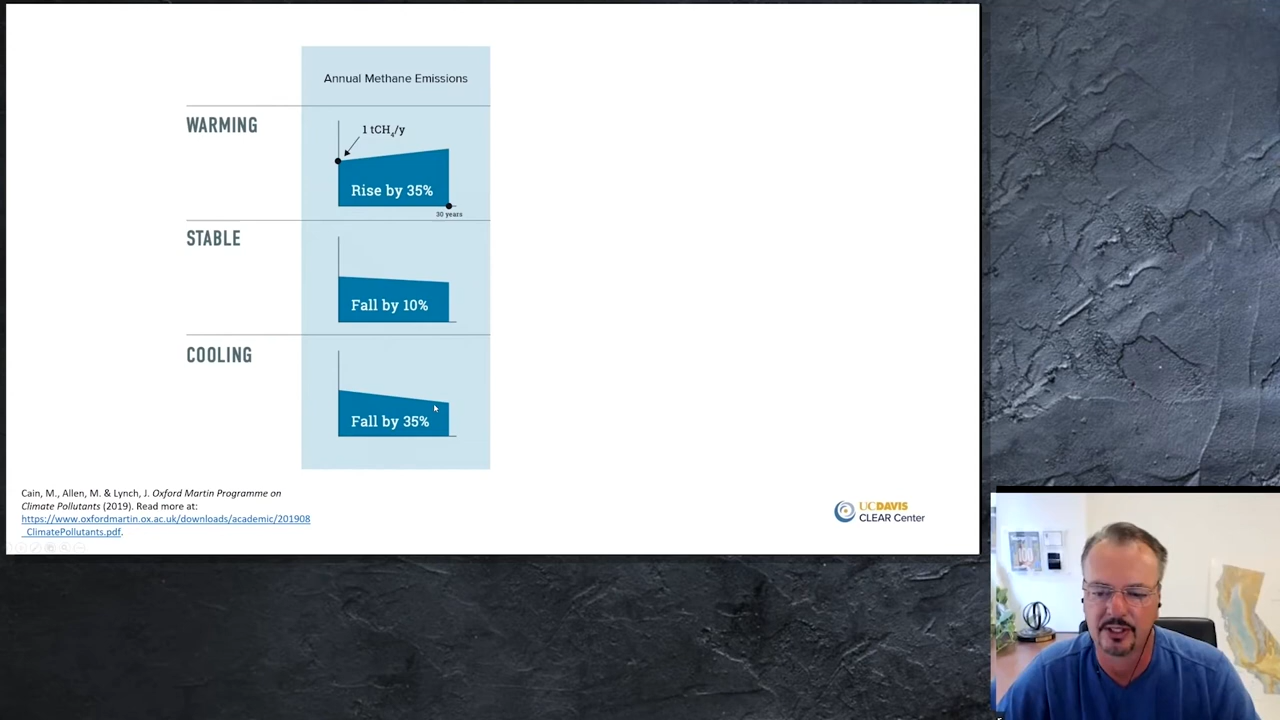 Annual Methane Emissions
WARMING
1 tCH₄/y
Rise by 35%
30 years
STABLE
Fall by 10%
COOLING
Fall by 35%
Cain, M., Allen, M. & Lynch, J. Oxford Martin Programme on
Climate Pollutants (2019). Read more at:
https://www.oxfordmartin.ox.ac.uk/downloads/academic/201908
_ClimatePollutants.pdf.
UCDAVIS
CLEAR Center